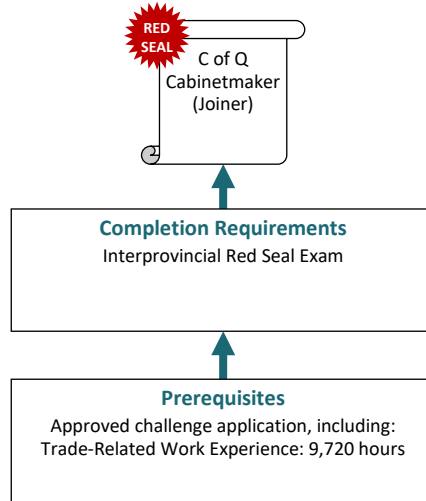 RED
SEAL
C of Q
Cabinetmaker
(Joiner)
Completion Requirements
Interprovincial Red Seal Exam
Prerequisites
Approved challenge application, including:
Trade-Related Work Experience: 9,720 hours